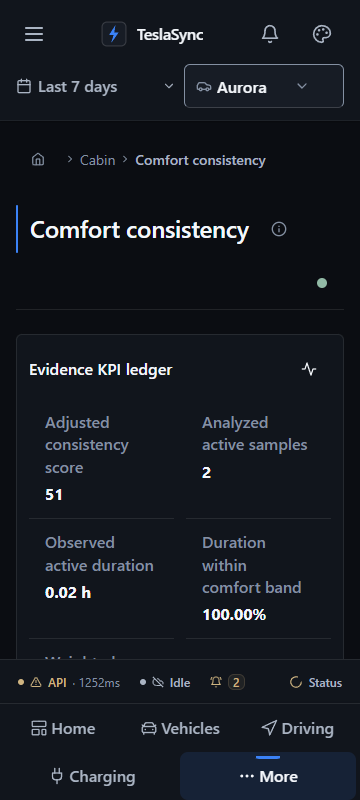 TeslaSync
Last 7 days
Aurora
Cabin
Comfort consistency
Comfort consistency
Evidence KPI ledger
Adjusted
consistency
score
51
Analyzed
active samples
2
Observed
active duration
0.02 h
Duration
within
comfort band
100.00%
API · 1252ms
Idle
2
Status
Home
Vehicles
Driving
Charging
More